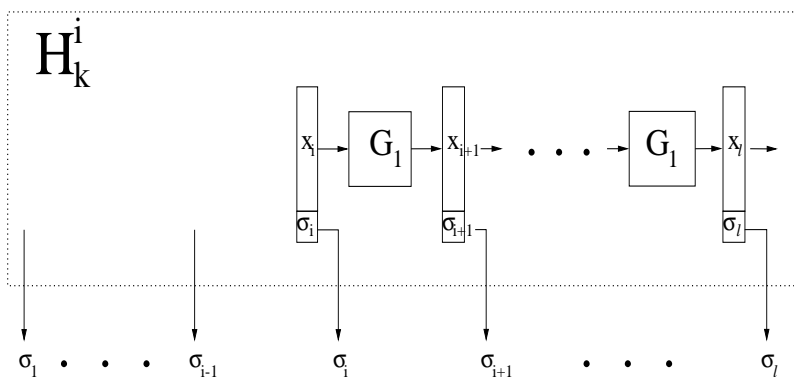 H_k^i
x_i G_1 x_{i+1} . . . G_1 x_l
σ_i σ_{i+1} σ_l
σ_1 . . . σ_{i-1} σ_i σ_{i+1} . . . σ_l